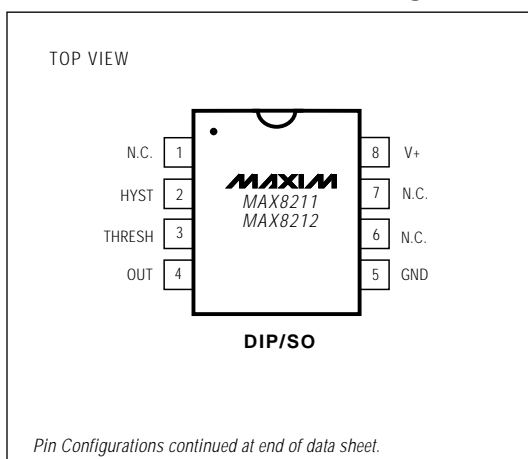 TOP VIEW
N.C. 1
HYST 2
THRESH 3
OUT 4
MAXIM
MAX8211
MAX8212
8 V+
7 N.C.
6 N.C.
5 GND
DIP/SO
Pin Configurations continued at end of data sheet.